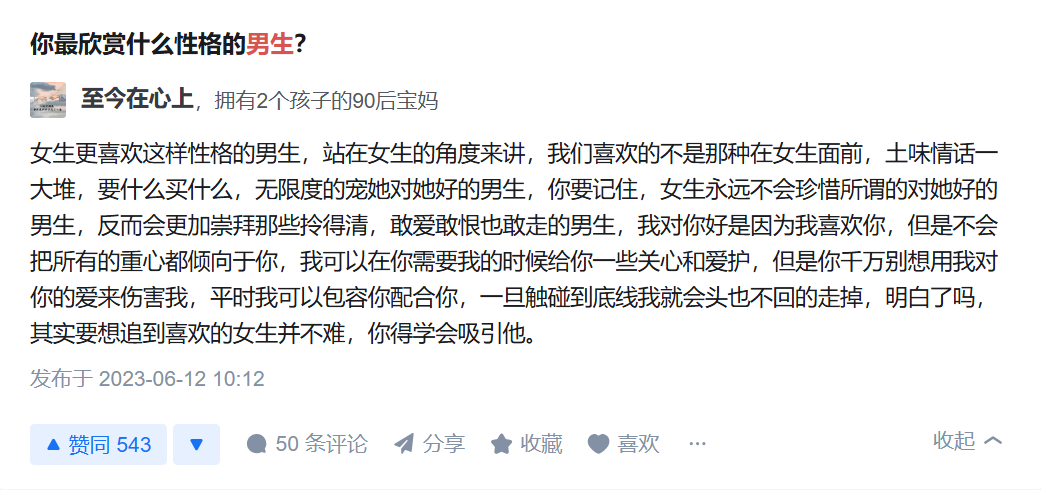 你最欣赏什么性格的男生？
至今在心上，拥有2个孩子的90后宝妈
女生更喜欢这样性格的男生，站在女生的角度来讲，我们喜欢的不是那种在女生面前，土味情话一
大堆，要什么买什么，无限度的宠她对她好的男生，你要记住，女生永远不会珍惜所谓的对她好的
男生，反而会更加崇拜那些拎得清，敢爱敢恨也敢走的男生，我对你好是因为我喜欢你，但是不会
把所有的重心都倾向于你，我可以在你需要我的时候给你一些关心和爱护，但是你千万别想用我对
你的爱来伤害我，平时我可以包容你配合你，一旦触碰到底线我就会头也不回的走掉，明白了吗，
其实要想追到喜欢的女生并不难，你得学会吸引他。
发布于 2023-06-12 10:12
赞同 543 50 条评论 分享 收藏 喜欢 ··· 收起